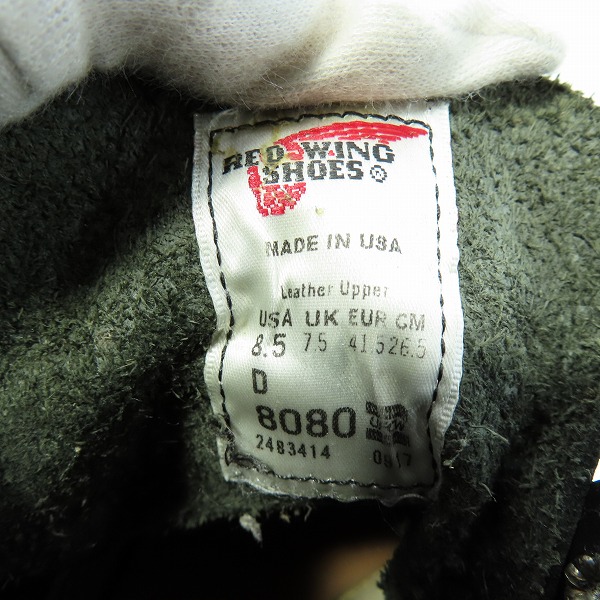 RED WING
SHOES®
MADE IN USA
Leather Upper
USA UK EUR CM
8.5 7.5 41.5 26.5
D
8080
2483414 0817